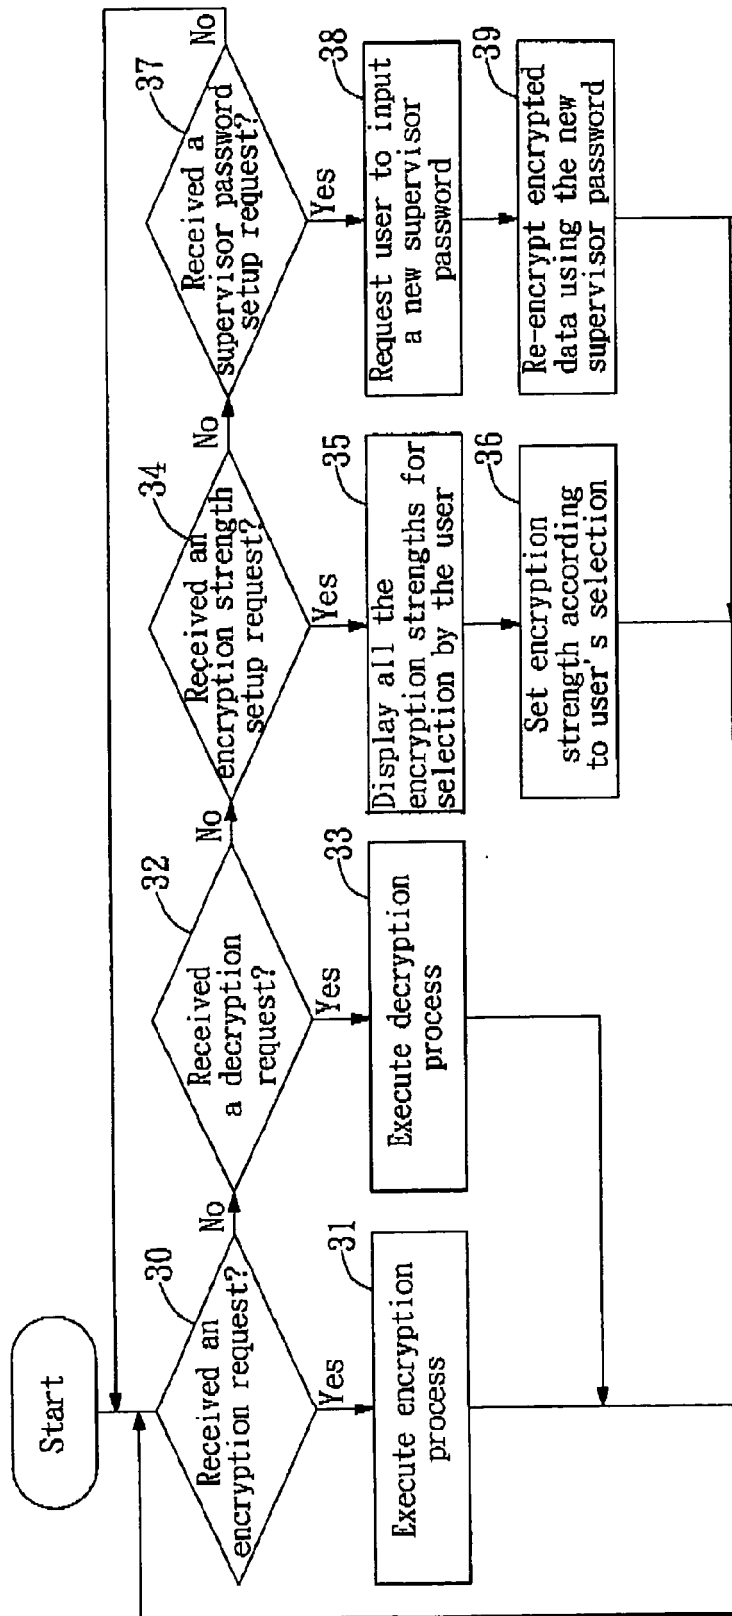 Start
30
Received an
encryption request?
No
Yes
31
Execute encryption
process
32
Received
a decryption
request?
No
Yes
33
Execute decryption
process
34
Received an
encryption strength
setup request?
No
Yes
35
Display all the
encryption strengths for
selection by the user
36
Set encryption
strength according
to user's selection
37
Received a
supervisor password
setup request?
No
Yes
38
Request user to input
a new supervisor
password
39
Re-encrypt encrypted
data using the new
supervisor password